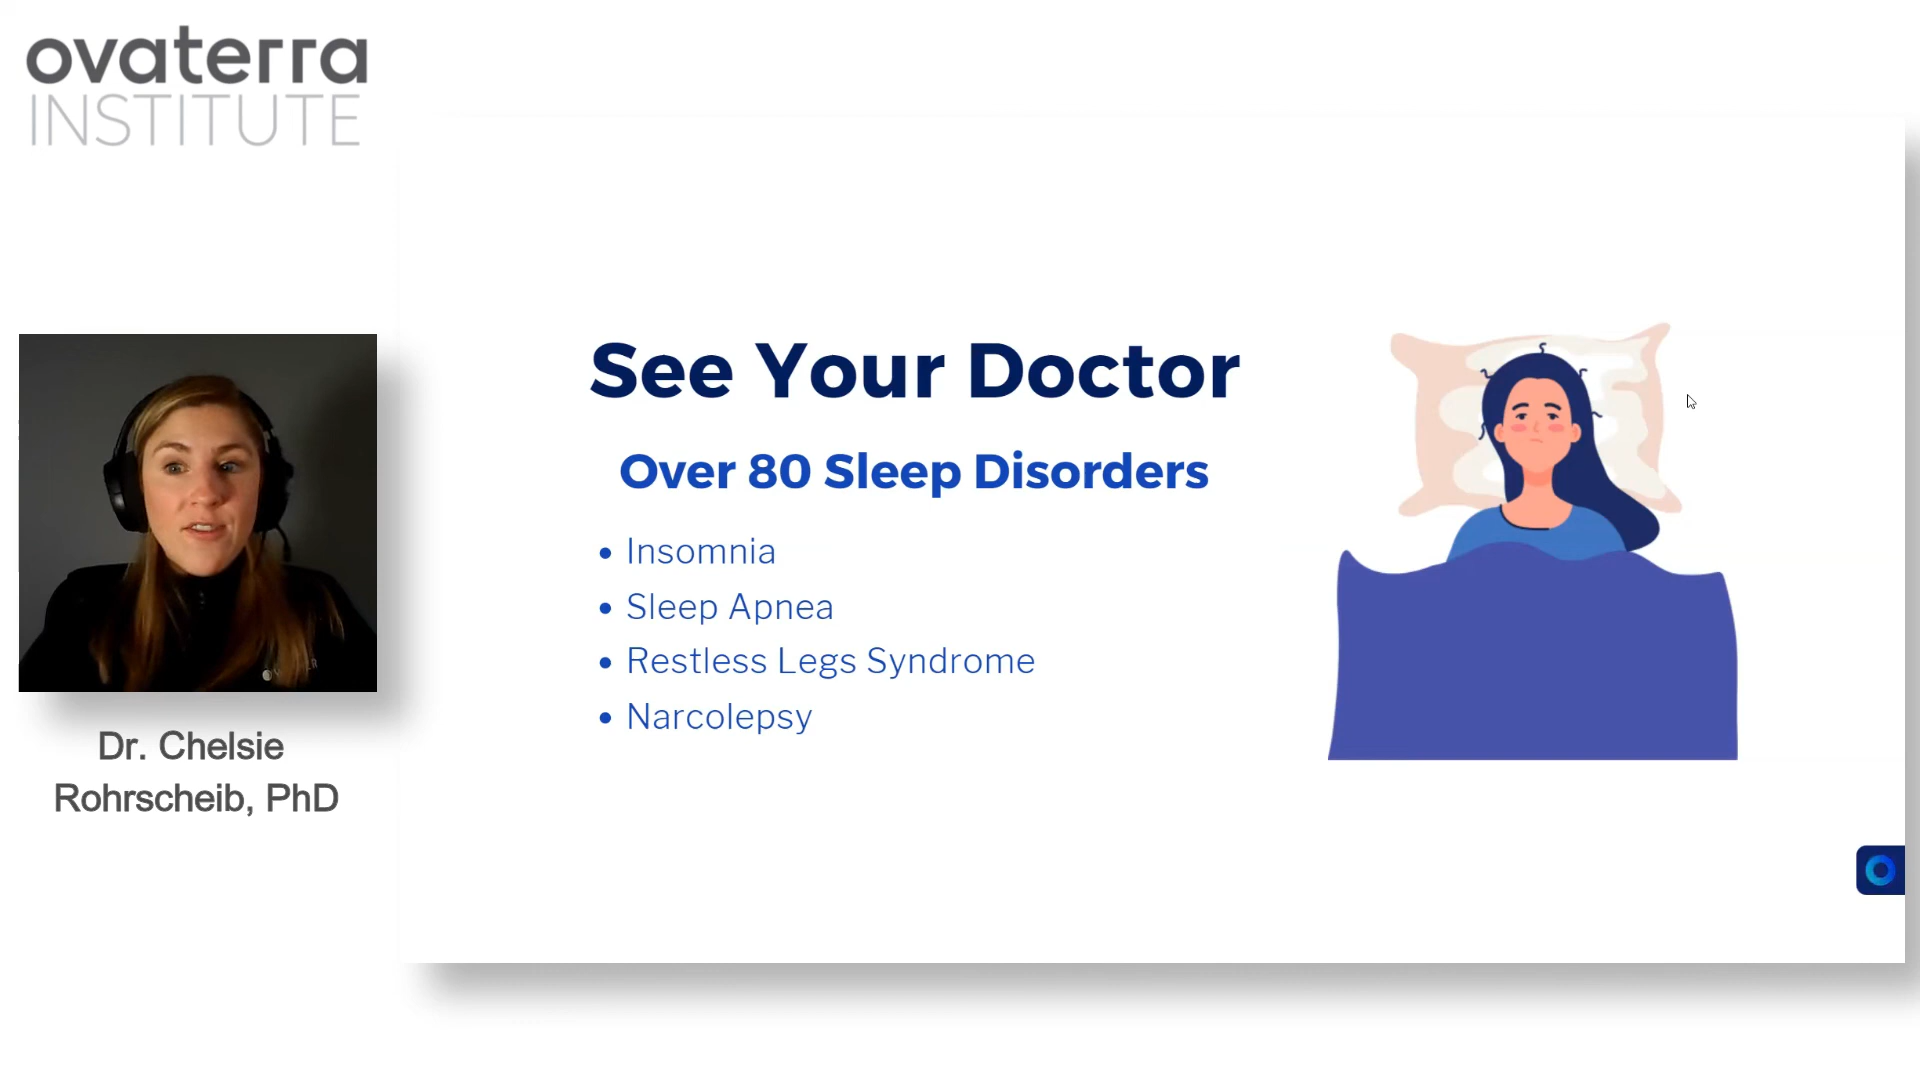 ovaterra
INSTITUTE
See Your Doctor
Over 80 Sleep Disorders
• Insomnia
• Sleep Apnea
• Restless Legs Syndrome
• Narcolepsy
Dr. Chelsie
Rohrscheib, PhD